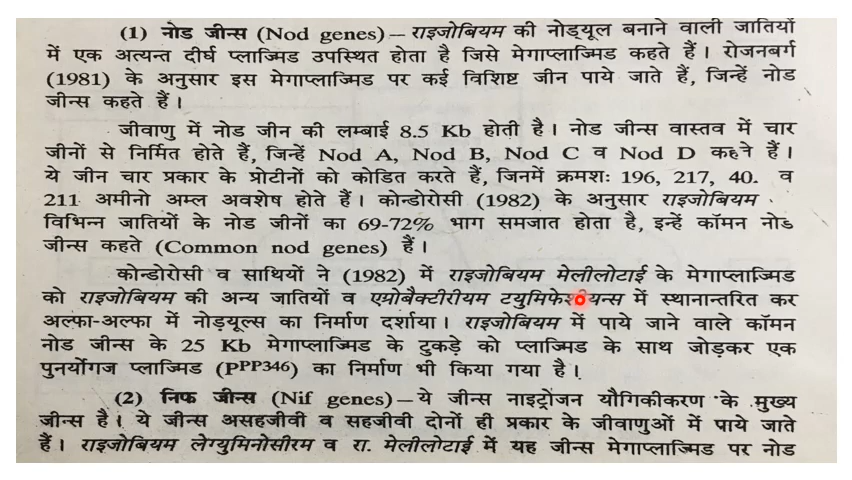 (1) नोड जीन्स (Nod genes) – राइजोबियम की नोड्यूल बनाने वाली जातियों
में एक अत्यन्त दीर्घ प्लाज्मिड उपस्थित होता है जिसे मेगाप्लाज्मिड कहते हैं। रोजनबर्ग
(1981) के अनुसार इस मेगाप्लाज्मिड पर कई विशिष्ट जीन पाये जाते हैं, जिन्हें नोड
जीन्स कहते हैं।
जीवाणु में नोड जीन की लम्बाई 8.5 Kb होती है। नोड जीन्स वास्तव में चार
जीनों से निर्मित होते हैं, जिन्हें Nod A, Nod B, Nod C व Nod D कहते हैं।
ये जीन चार प्रकार के प्रोटीनों को कोडित करते हैं, जिनमें क्रमशः 196, 217, 40. व
211 अमीनो अम्ल अवशेष होते हैं। कोन्डोरोसी (1982) के अनुसार राइजोबियम
विभिन्न जातियों के नोड जीनों का 69-72% भाग समजात होता है, इन्हें कॉमन नोड
जीन्स कहते (Common nod genes) हैं।
कोन्डोरोसी व साथियों ने (1982) में राइजोबियम मेलीलोटाई के मेगाप्लाज्मिड
को राइजोबियम की अन्य जातियों व एग्रोबैक्टीरीयम ट्युमिफेशीयन्स में स्थानान्तरित कर
अल्फा-अल्फा में नोड्यूल्स का निर्माण दर्शाया। राइजोबियम में पाये जाने वाले कॉमन
नोड जीन्स के 25 Kb मेगाप्लाज्मिड के टुकड़े को प्लाज्मिड के साथ जोड़कर एक
पुनर्योगज प्लाज्मिड (PPP346) का निर्माण भी किया गया है।
(2) निफ जीन्स (Nif genes) – ये जीन्स नाइट्रोजन यौगिकीकरण के मुख्य
जीन्स है। ये जीन्स असहजीवी व सहजीवी दोनों ही प्रकार के जीवाणुओं में पाये जाते
हैं। राइजोबियम लेग्युमिनोसीरम व रा. मेलीलोटाई में यह जीन्स मेगाप्लाज्मिड पर नोड